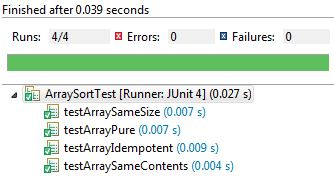 Finished after 0.039 seconds
Runs: 4/4 Errors: 0 Failures: 0
ArraySortTest [Runner: JUnit 4] (0.027 s)
testArraySameSize (0.007 s)
testArrayPure (0.007 s)
testArrayIdempotent (0.009 s)
testArraySameContents (0.004 s)